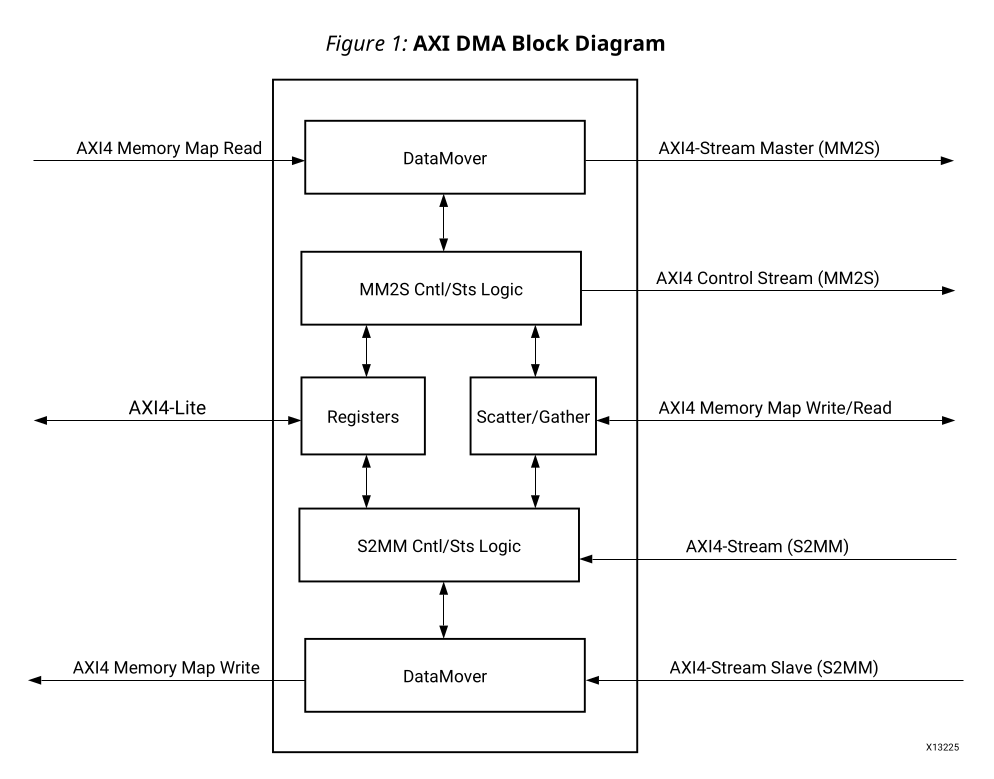 Figure 1: AXI DMA Block Diagram
AXI4 Memory Map Read
DataMover
AXI4-Stream Master (MM2S)
MM2S Cntl/Sts Logic
AXI4 Control Stream (MM2S)
AXI4-Lite
Registers
Scatter/Gather
AXI4 Memory Map Write/Read
S2MM Cntl/Sts Logic
AXI4-Stream (S2MM)
AXI4 Memory Map Write
DataMover
AXI4-Stream Slave (S2MM)
X13225